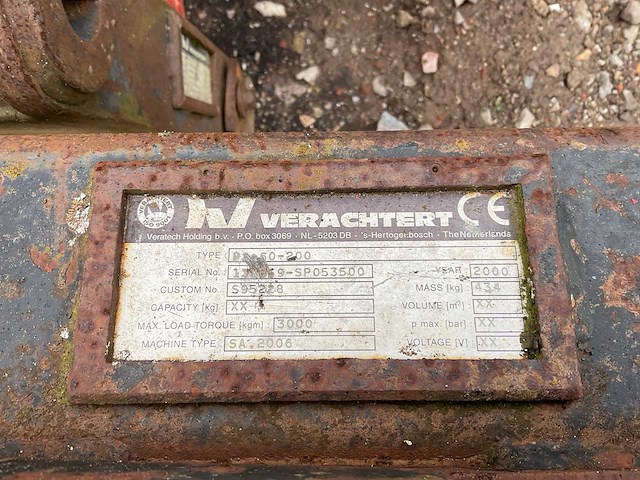 VERACHTERT CE
Veratech Holding b.v. - P.O. box 3069 - NL-5203 DB - 's-Hertogenbosch - The Netherlands
TYPE
SERIAL No. -SP053500 YEAR 2000
CUSTOM No. S95228 MASS [kg] 434
CAPACITY [kg] XX VOLUME [m³] XX
MAX. LOAD TORQUE [kgm] 3000 p max. [bar] XX
MACHINE TYPE SA.2006 VOLTAGE [V] XX